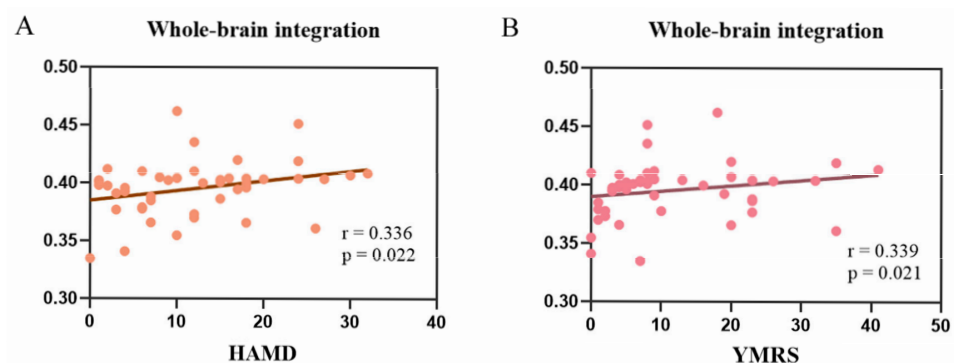 A
Whole-brain integration
0.50
0.45
0.40
0.35
0.30
r = 0.336
p = 0.022
0
10
20
30
40
HAMD
B
Whole-brain integration
0.50
0.45
0.40
0.35
0.30
r = 0.339
p = 0.021
0
10
20
30
40
50
YMRS